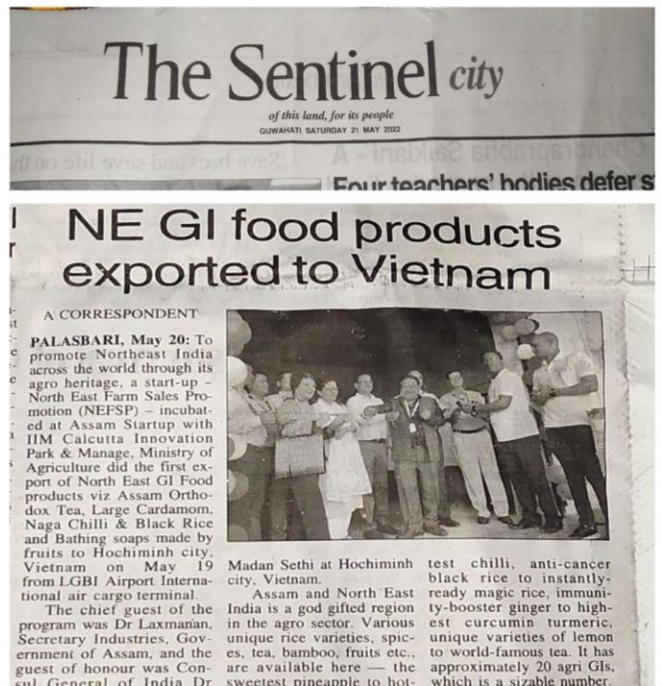 The Sentinel city
of this land, for its people
GUWAHATI SATURDAY 21 MAY 2022
Four teachers' bodies defer s
NE GI food products
exported to Vietnam
A CORRESPONDENT
PALASBARI, May 20: To
promote Northeast India
across the world through its
agro heritage, a start-up –
North East Farm Sales Pro-
motion (NEFSP) – incubat-
ed at Assam Startup with
IIM Calcutta Innovation
Park & Manage, Ministry of
Agriculture did the first ex-
port of North East GI Food
products viz Assam Ortho-
dox Tea, Large Cardamom,
Naga Chilli & Black Rice
and Bathing soaps made by
fruits to Hochiminh city,
Vietnam on May 19
from LGBI Airport Interna-
tional air cargo terminal.
The chief guest of the
program was Dr Laxmanan,
Secretary Industries, Gov-
ernment of Assam, and the
guest of honour was Con-
sul General of India Dr
Madan Sethi at Hochiminh
city, Vietnam.
Assam and North East
India is a god gifted region
in the agro sector. Various
unique rice varieties, spic-
es, tea, bamboo, fruits etc.,
are available here — the
sweetest pineapple to hot-
test chilli, anti-cancer
black rice to instantly-
ready magic rice, immuni-
ty-booster ginger to high-
est curcumin turmeric,
unique varieties of lemon
to world-famous tea. It has
approximately 20 agri GIs,
which is a sizable number.